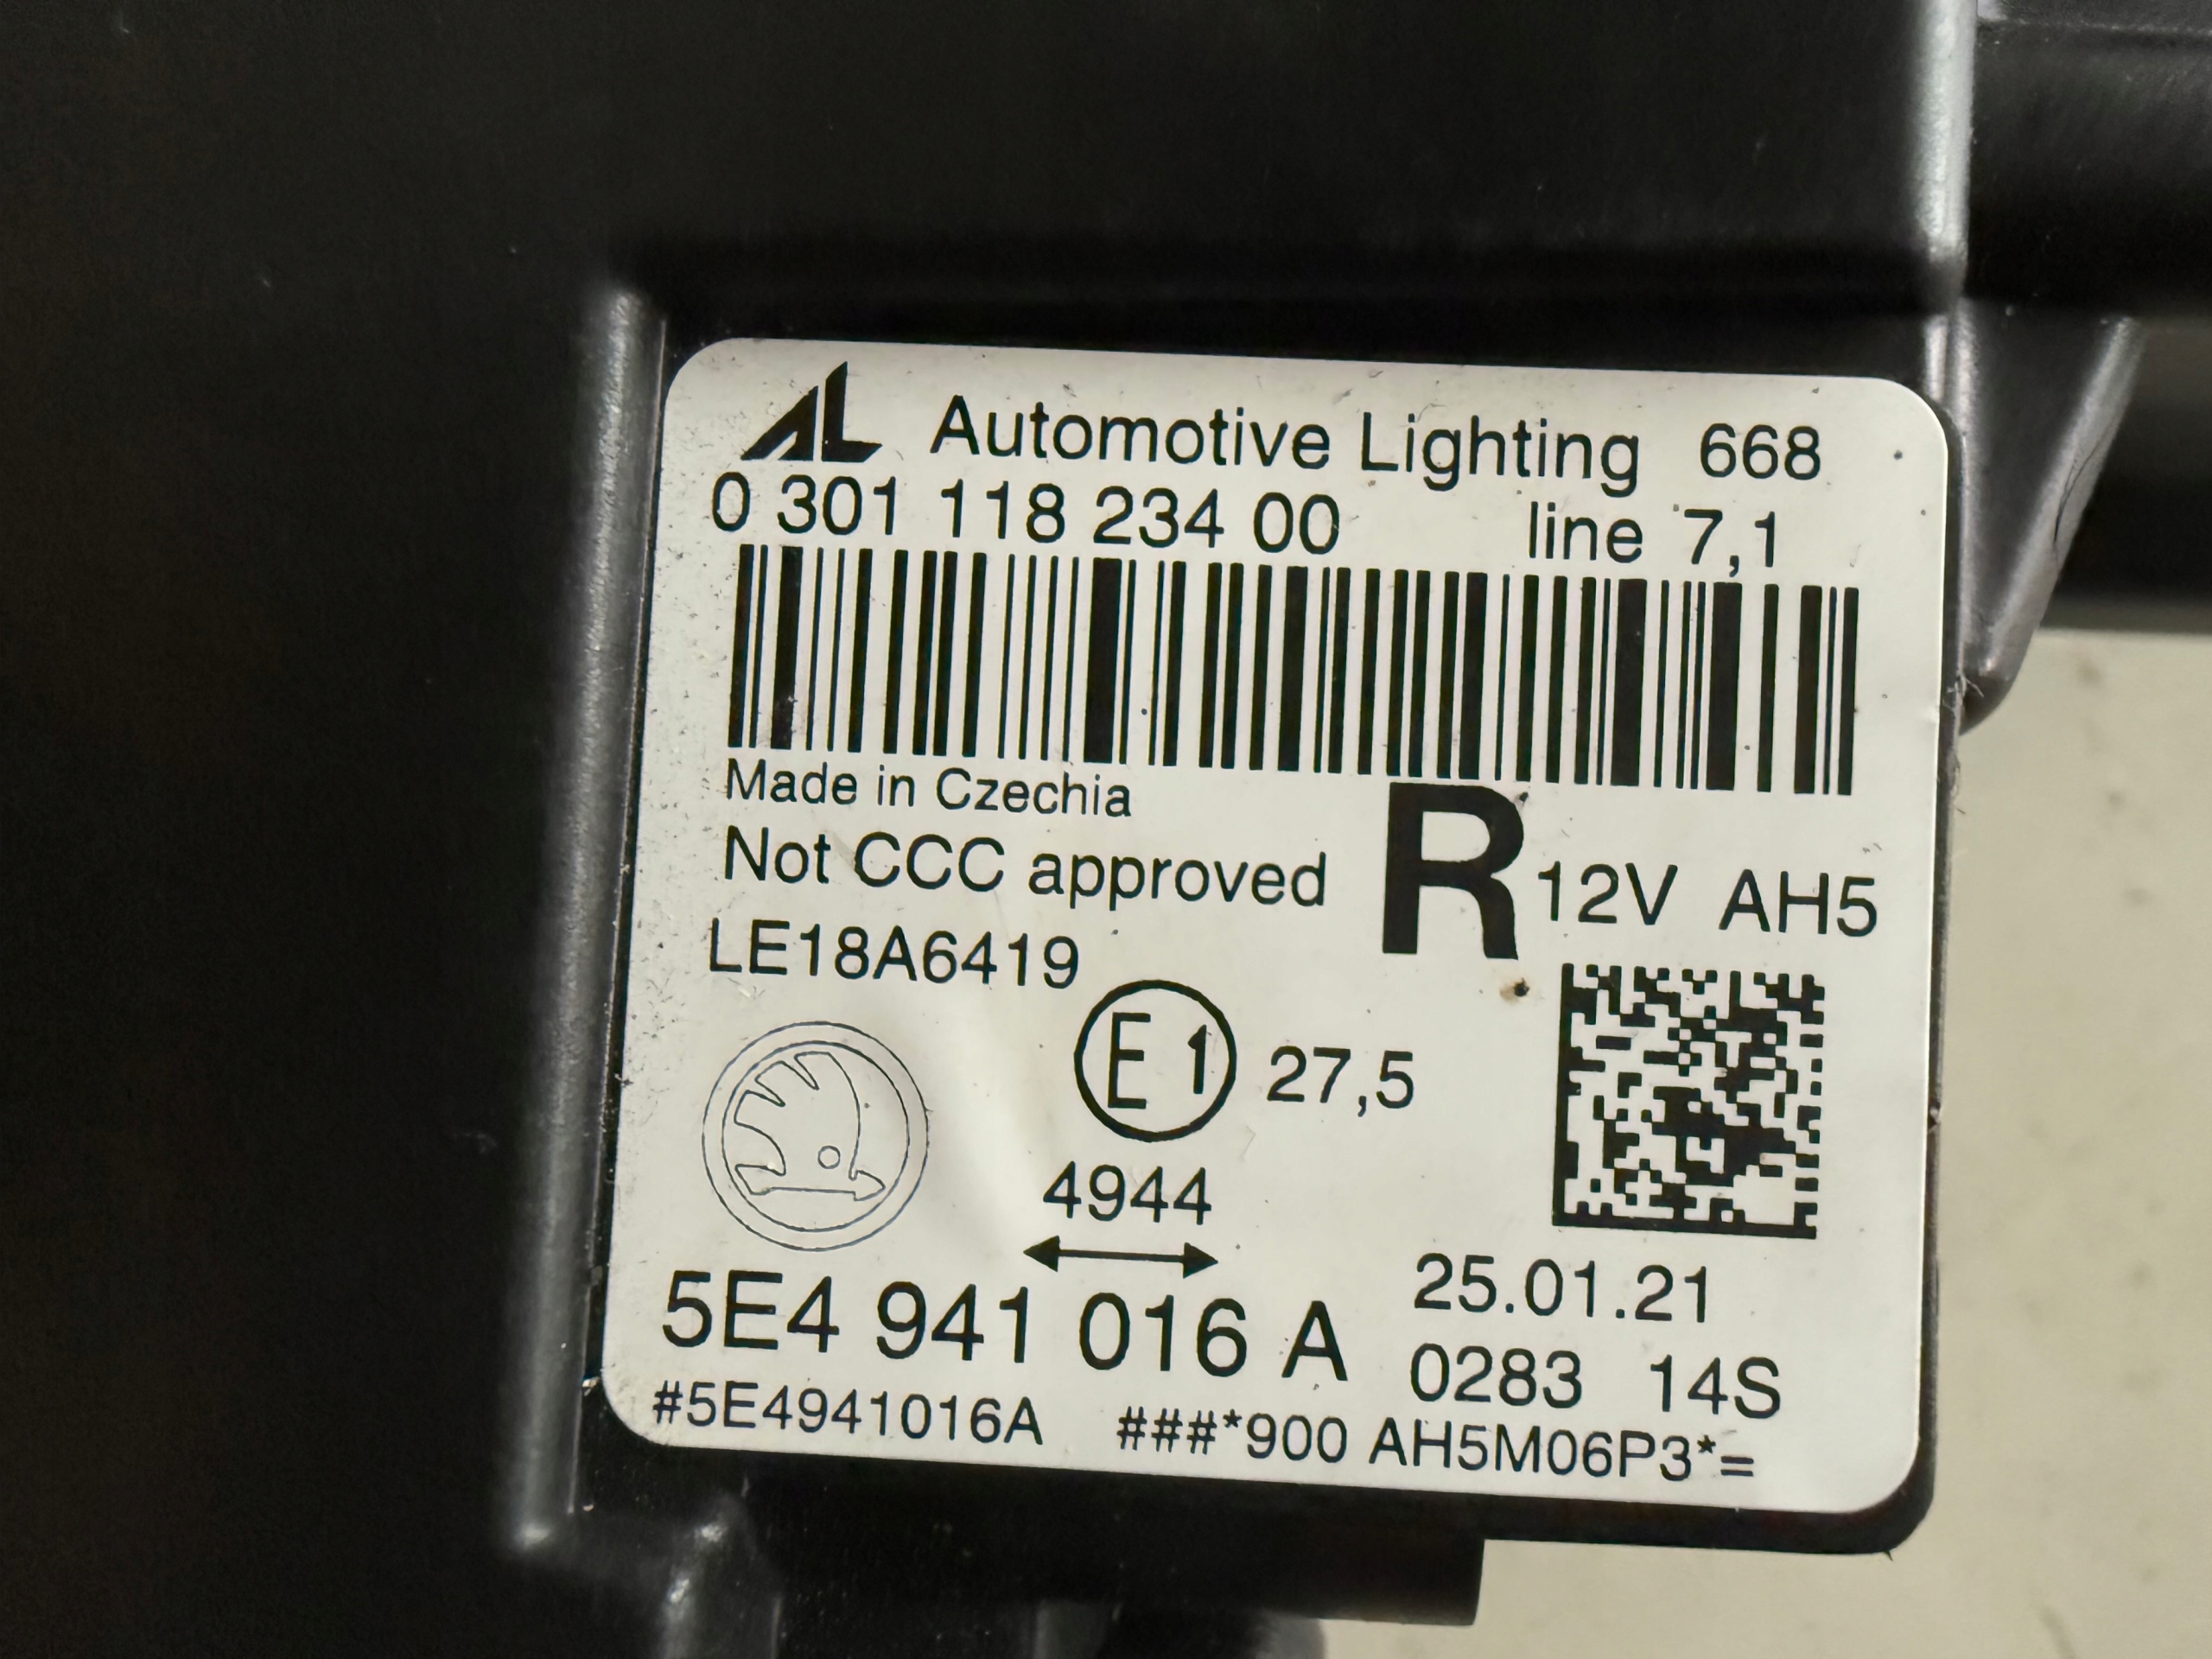 AL Automotive Lighting 668
0 301 118 234 00 line 7,1
Made in Czechia
Not CCC approved R 12V AH5
LE18A6419
E1 27,5
4944
5E4 941 016 A 25.01.21
0283 14S
#5E4941016A ###*900 AH5M06P3*=